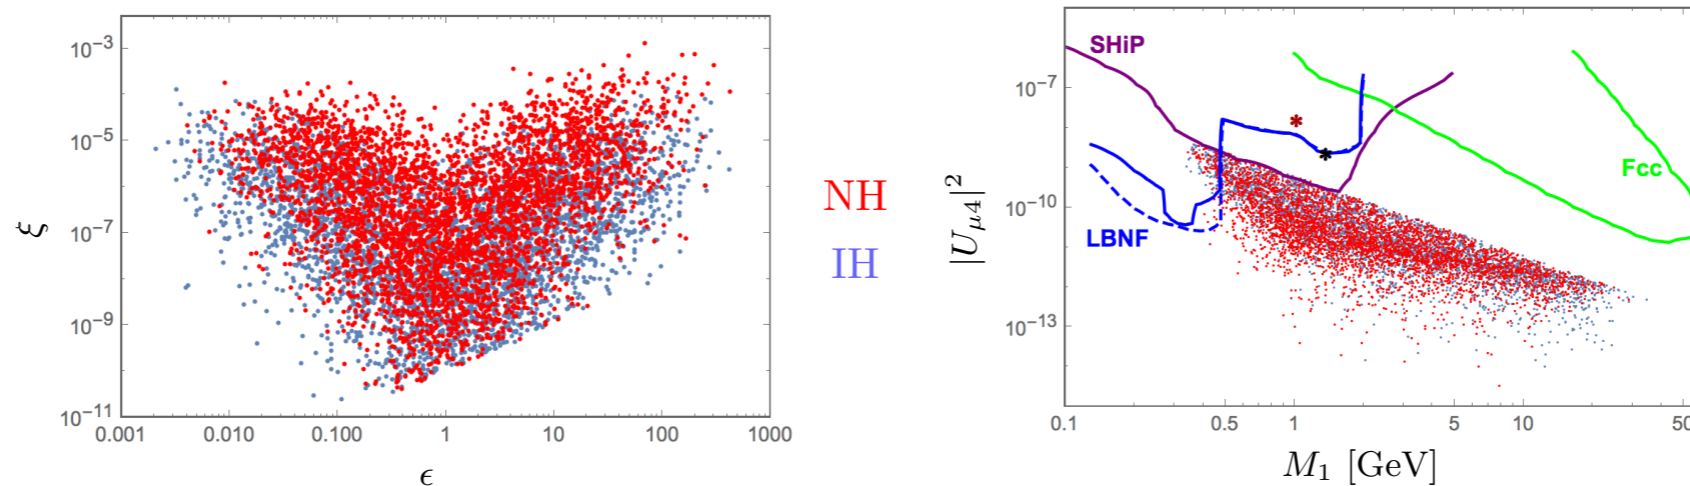 ξ
10^−3
10^−5
10^−7
10^−9
10^−11
0.001 0.010 0.100 1 10 100 1000
ϵ
NH
IH
|U_{μ4}|^2
10^−7
10^−10
10^−13
SHiP
LBNF
Fcc
*
*
0.1 0.5 1 5 10 50
M_1 [GeV]